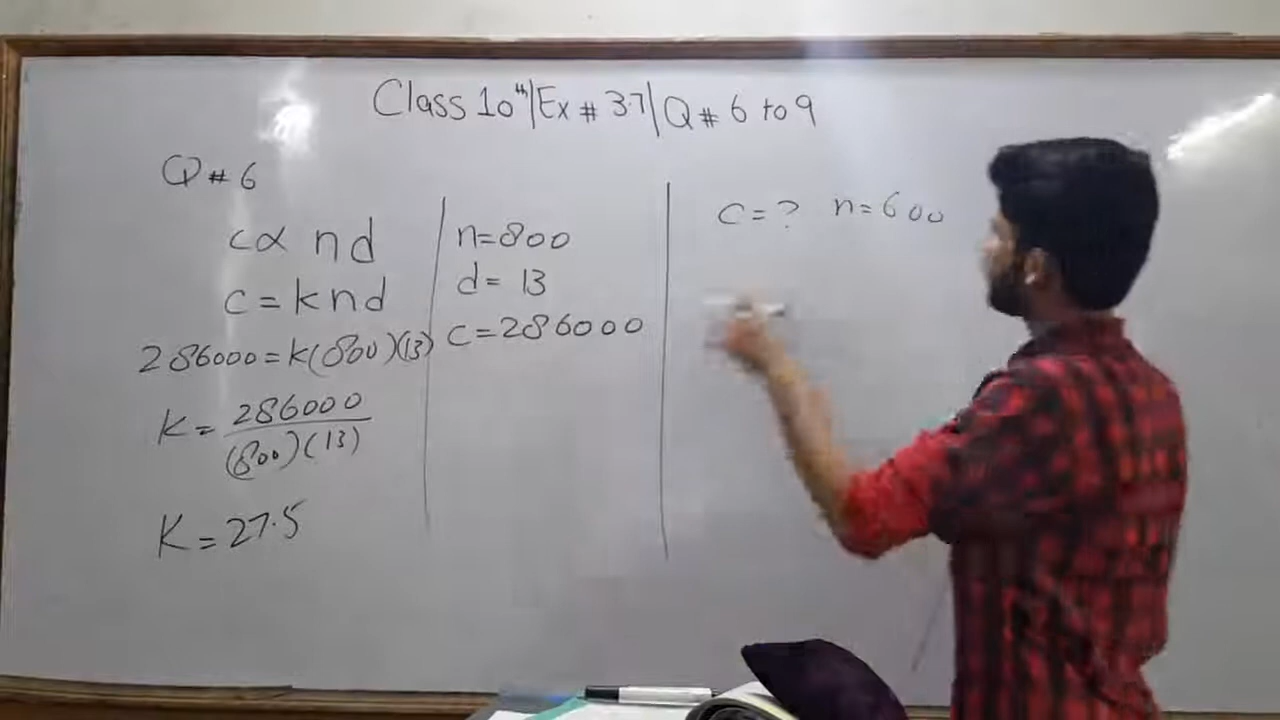 Class 10th|Ex # 3.7|Q # 6 to 9
Q # 6
c ∝ nd
c = knd
286000 = k(800)(13)
K = 286000
(800)(13)
K = 27.5
n=800
d= 13
c=286000
c=? n=600